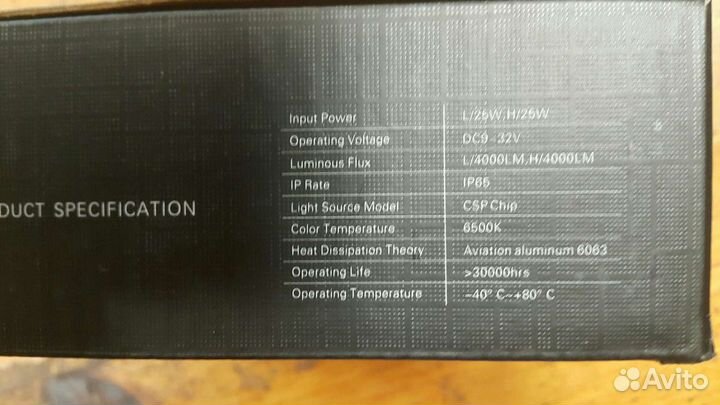 Input Power L/25W,H/25W
Operating Voltage DC9-32V
Luminous Flux L/4000LM,H/4000LM
IP Rate IP65
DUCT SPECIFICATION
Light Source Model CSP Chip
Color Temperature 6500K
Heat Dissipation Theory Aviation aluminum 6063
Operating Life >30000hrs
Operating Temperature -40° C~+80° C
Avito